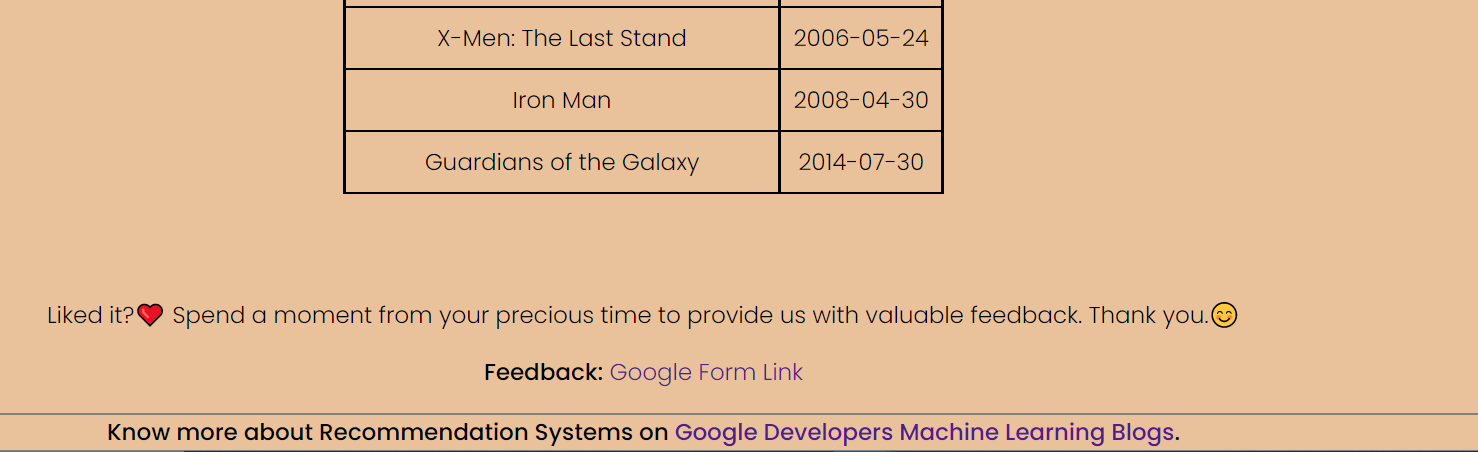 X-Men: The Last Stand 2006-05-24
Iron Man 2008-04-30
Guardians of the Galaxy 2014-07-30
Liked it?❤️ Spend a moment from your precious time to provide us with valuable feedback. Thank you.😊
Feedback: Google Form Link
Know more about Recommendation Systems on Google Developers Machine Learning Blogs.